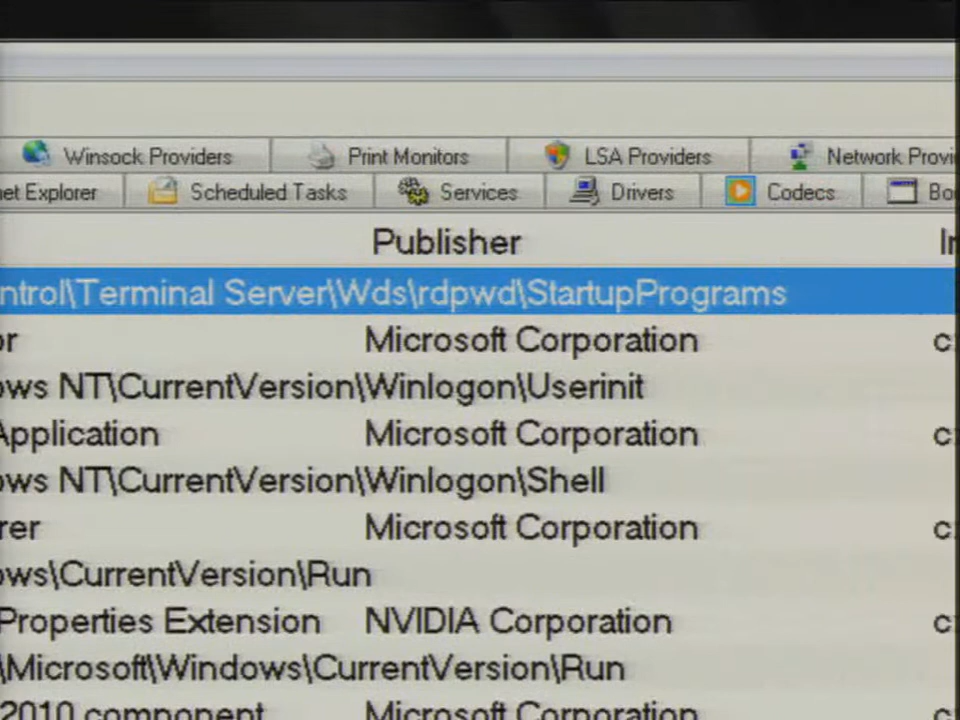 Winsock Providers Print Monitors LSA Providers Network Provi
net Explorer Scheduled Tasks Services Drivers Codecs Bo
Publisher
ntrol\Terminal Server\Wds\rdpwd\StartupPrograms
or Microsoft Corporation c:
ows NT\CurrentVersion\Winlogon\Userinit
Application Microsoft Corporation c:
ows NT\CurrentVersion\Winlogon\Shell
rer Microsoft Corporation c:
ows\CurrentVersion\Run
Properties Extension NVIDIA Corporation c:
\Microsoft\Windows\CurrentVersion\Run
2010 component Microsoft Corporation